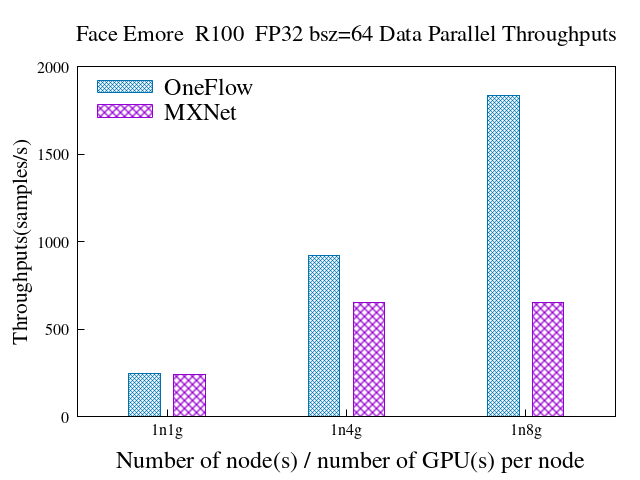 Face Emore  R100  FP32 bsz=64 Data Parallel Throughputs
OneFlow
MXNet
Throughputs(samples/s)
2000
1500
1000
500
0
1n1g
1n4g
1n8g
Number of node(s) / number of GPU(s) per node